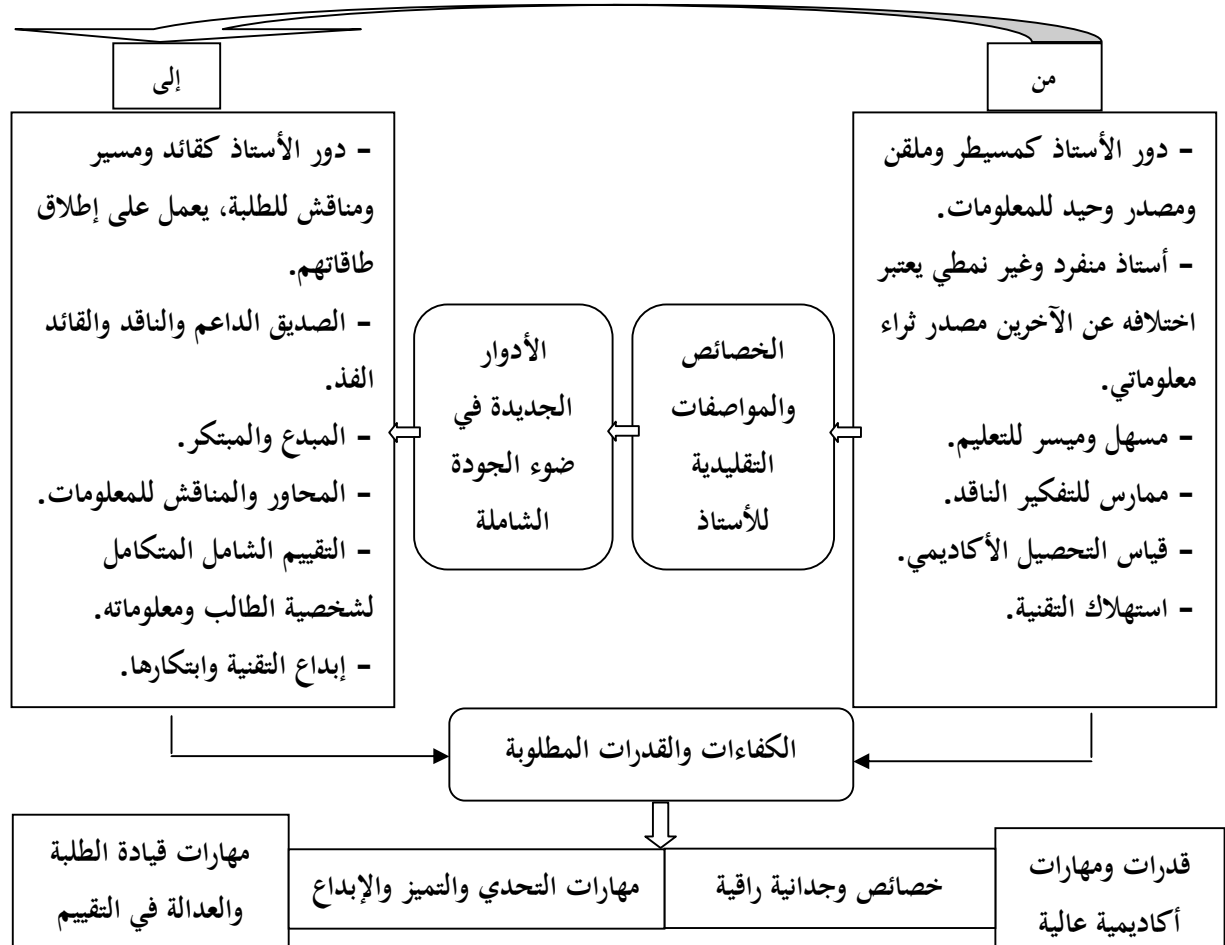 من
إلى
- دور الأستاذ كمسيطر وملقن
ومصدر وحيد للمعلومات.
- أستاذ منفرد وغير نمطي يعتبر
اختلافه عن الآخرين مصدر ثراء
معلوماتي.
- مسهل وميسر للتعليم.
- ممارس للتفكير الناقد.
- قياس التحصيل الأكاديمي.
- استهلاك التقنية.
الخصائص
والمواصفات
التقليدية
للأستاذ
الأدوار
الجديدة في
ضوء الجودة
الشاملة
- دور الأستاذ كقائد ومسير
ومناقش للطلبة، يعمل على إطلاق
طاقاتهم.
- الصديق الداعم والناقد والقائد
الفذ.
- المبدع والمبتكر.
- المحاور والمناقش للمعلومات.
- التقييم الشامل المتكامل
لشخصية الطالب ومعلوماته.
- إبداع التقنية وابتكارها.
الكفاءات والقدرات المطلوبة
قدرات ومهارات
أكاديمية عالية
خصائص وجدانية راقية
مهارات التحدي والتميز والإبداع
مهارات قيادة الطلبة
والعدالة في التقييم